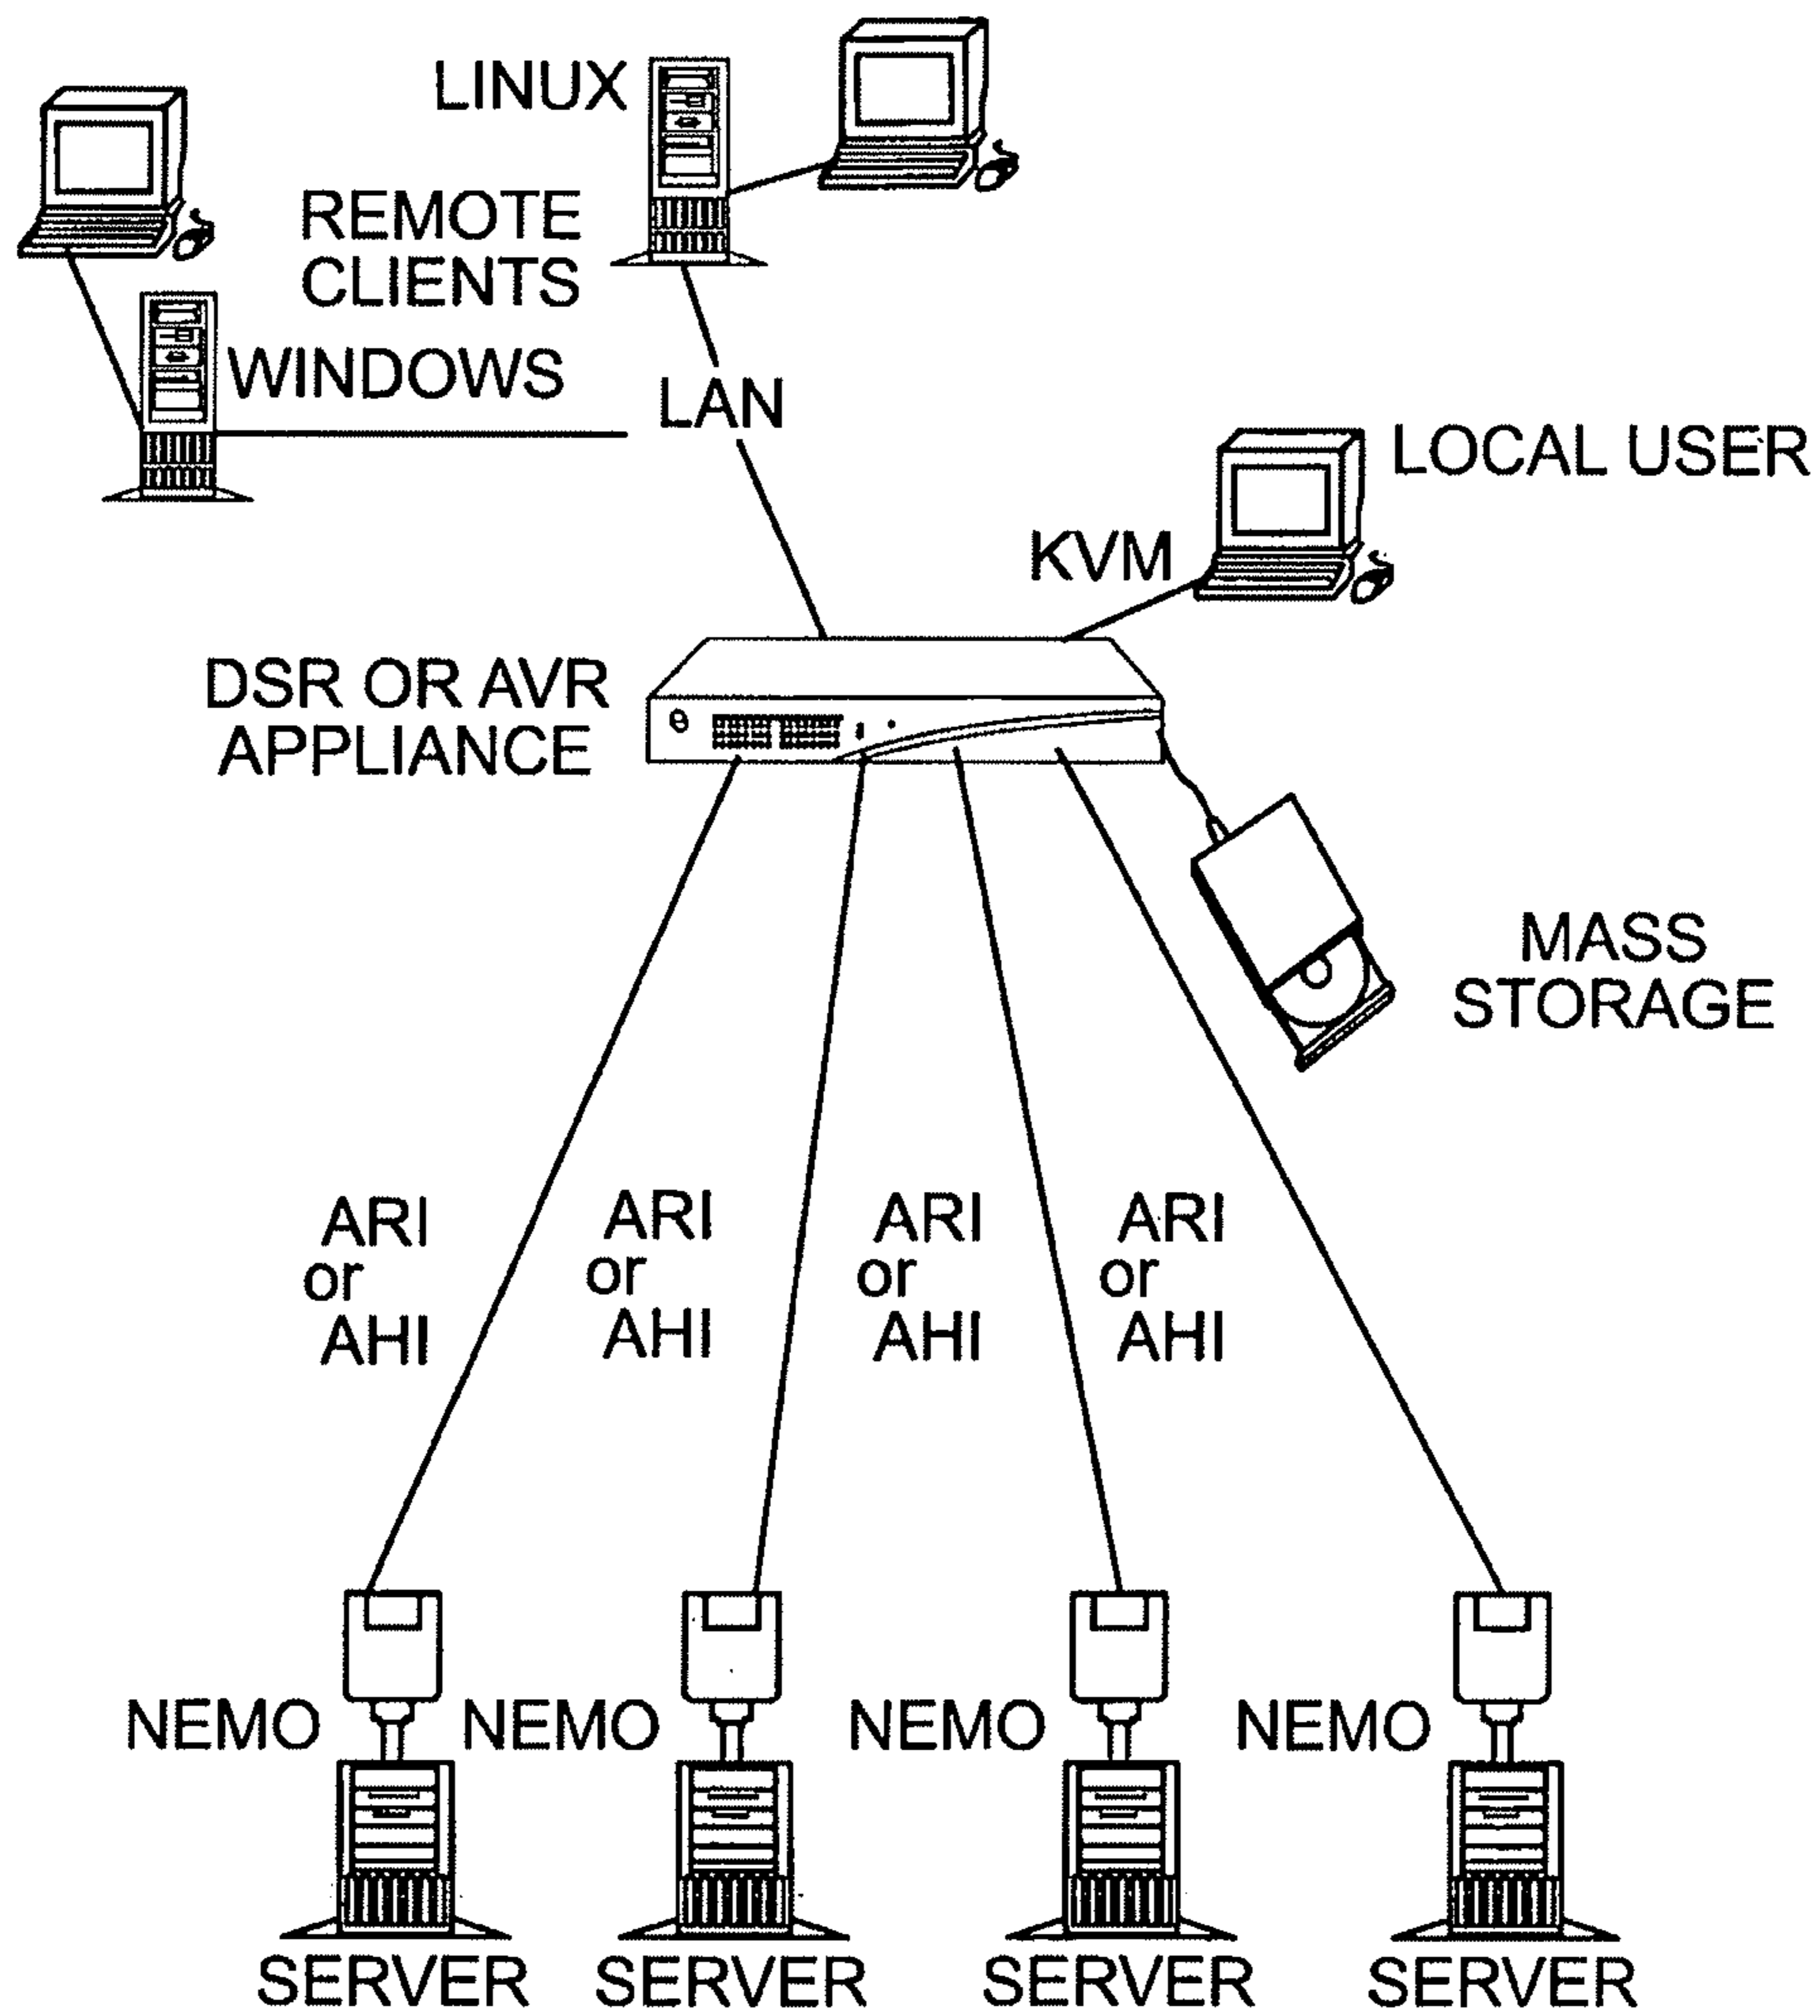 LINUX
REMOTE
CLIENTS
WINDOWS
LAN
LOCAL USER
KVM
DSR OR AVR
APPLIANCE
MASS
STORAGE
ARI
or
AHI
ARI
or
AHI
ARI
or
AHI
ARI
or
AHI
NEMO
NEMO
NEMO
NEMO
SERVER
SERVER
SERVER
SERVER